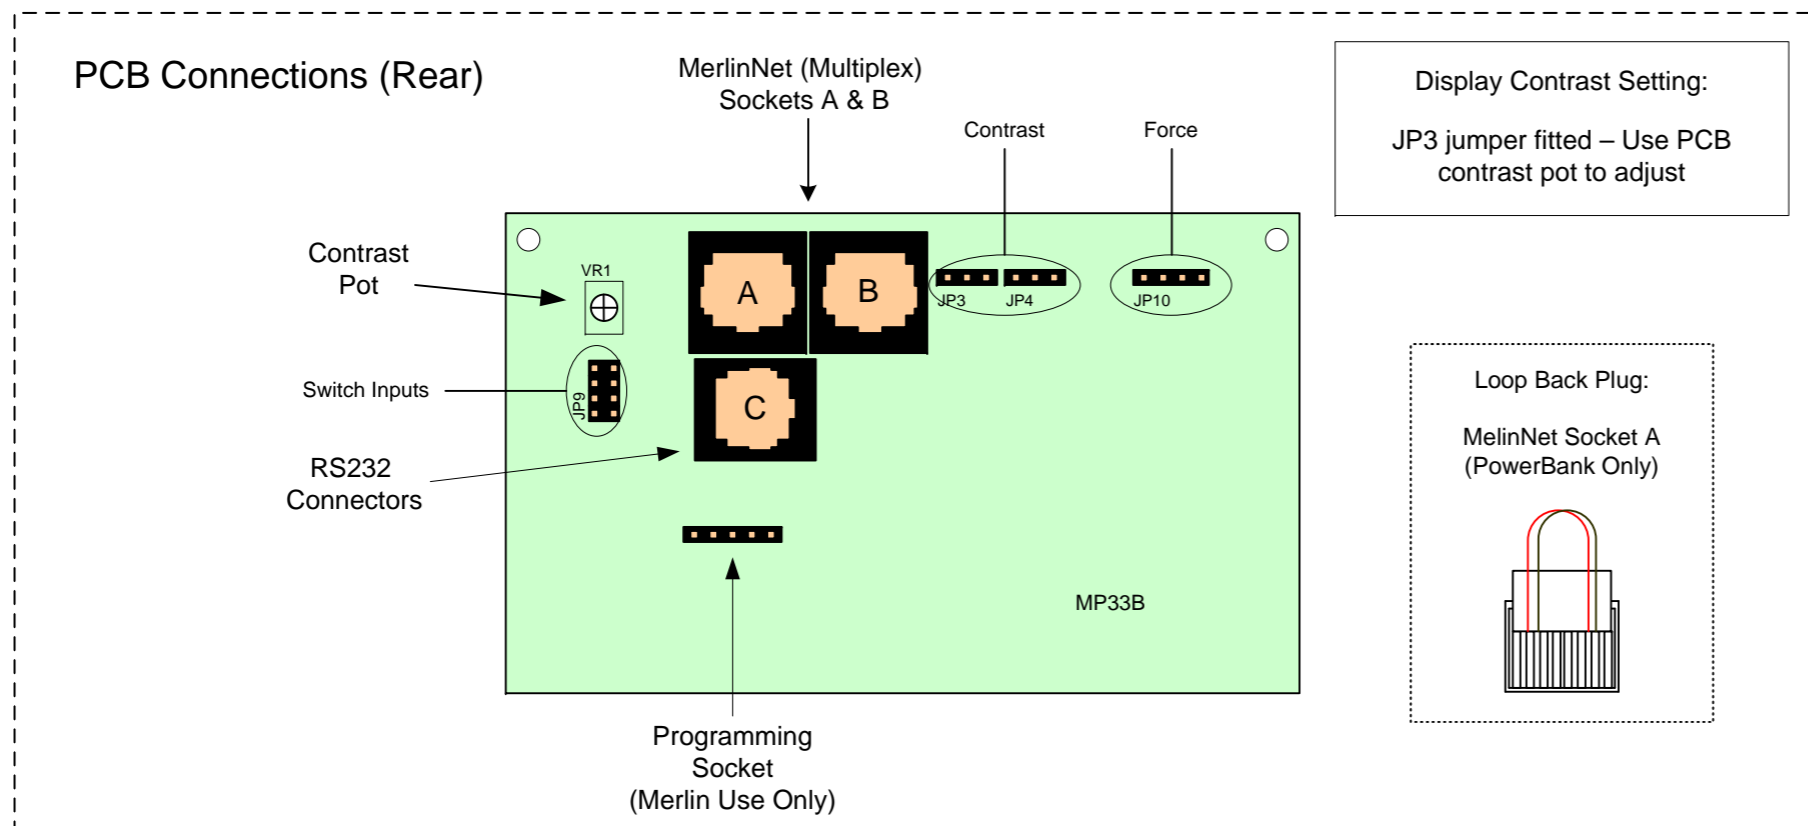 PCB Connections (Rear)
MerlinNet (Multiplex)
Sockets A & B
Contrast
Force
Display Contrast Setting:
JP3 jumper fitted – Use PCB
contrast pot to adjust
Contrast
Pot
VR1
A
B
JP3
JP4
JP10
Switch Inputs
JP9
C
RS232
Connectors
Loop Back Plug:
MelinNet Socket A
(PowerBank Only)
MP33B
Programming
Socket
(Merlin Use Only)